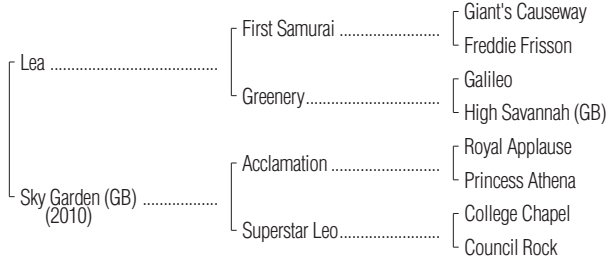 Giant's Causeway
First Samurai
Freddie Frisson
Lea
Galileo
Greenery
High Savannah (GB)
Royal Applause
Acclamation
Princess Athena
Sky Garden (GB)
(2010)
College Chapel
Superstar Leo
Council Rock